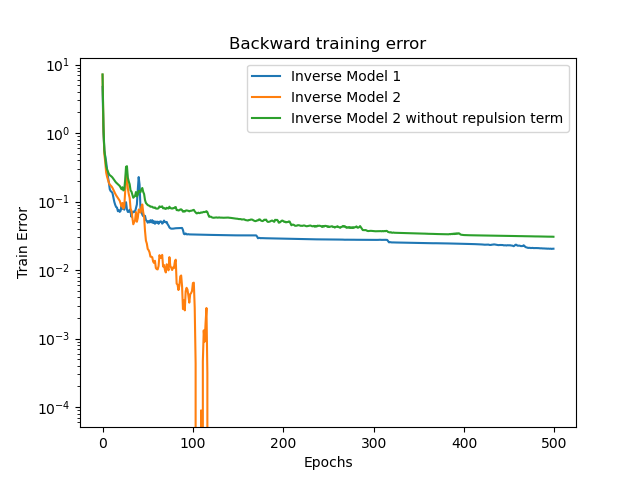 Backward training error
Inverse Model 1
Inverse Model 2
Inverse Model 2 without repulsion term
Train Error
10^1
10^0
10^-1
10^-2
10^-3
10^-4
0 100 200 300 400 500
Epochs